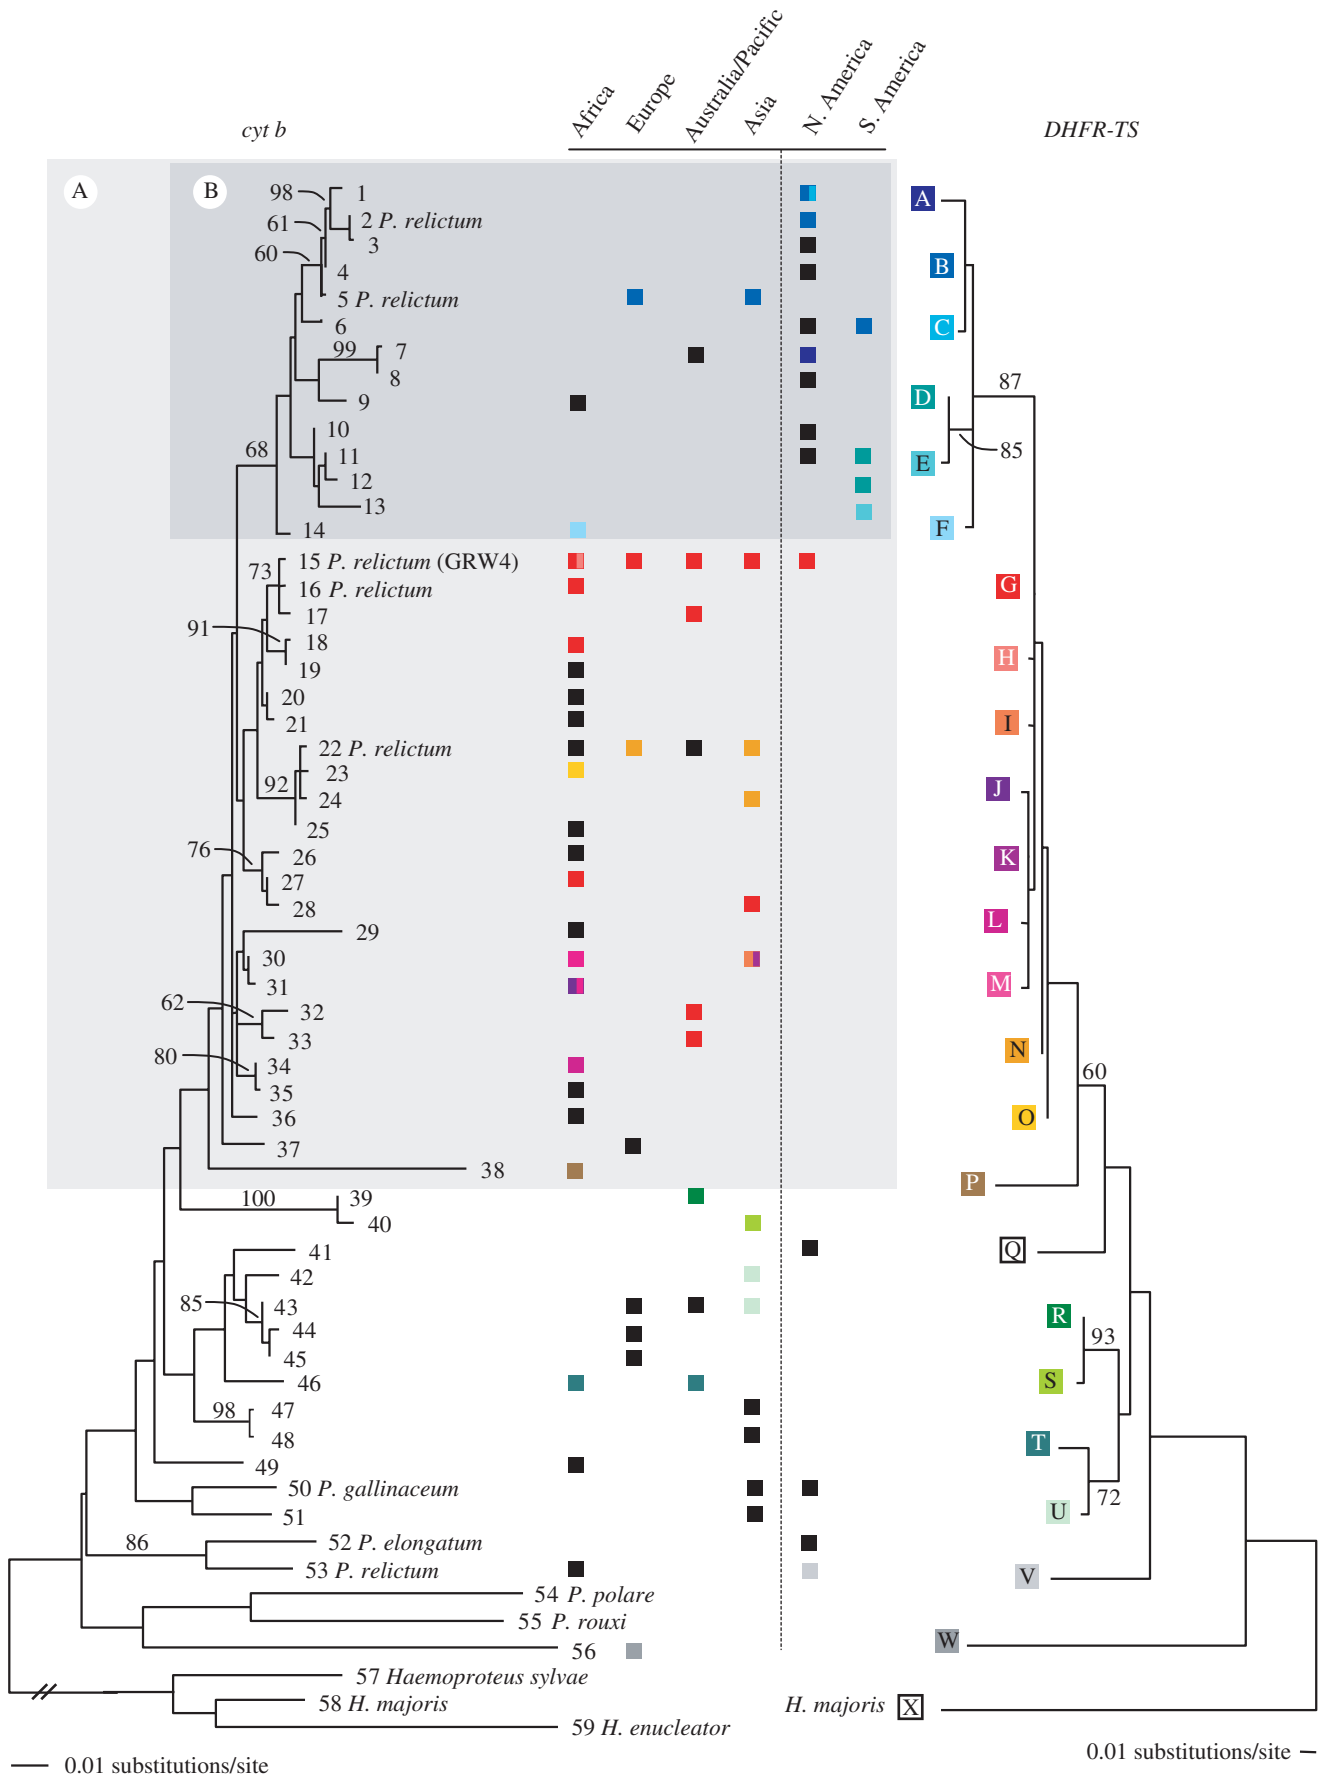 cyt b
Africa
Europe
Australia/Pacific
Asia
N. America
S. America
DHFR-TS
A
B
98
1
61
2 P. relictum
3
60
4
5 P. relictum
6
99
7
8
9
10
68
11
12
13
14
15 P. relictum (GRW4)
73
16 P. relictum
17
91
18
19
20
21
22 P. relictum
23
92
24
25
76
26
27
28
29
30
31
62
32
33
80
34
35
36
37
38
100
39
40
41
42
85
43
44
45
46
98
47
48
49
50 P. gallinaceum
51
86
52 P. elongatum
53 P. relictum
54 P. polare
55 P. rouxi
56
57 Haemoproteus sylvae
58 H. majoris
59 H. enucleator
0.01 substitutions/site
A
B
C
87
D
85
E
F
G
H
I
J
K
L
M
N
60
O
P
Q
R
93
S
T
72
U
V
W
H. majoris X
0.01 substitutions/site